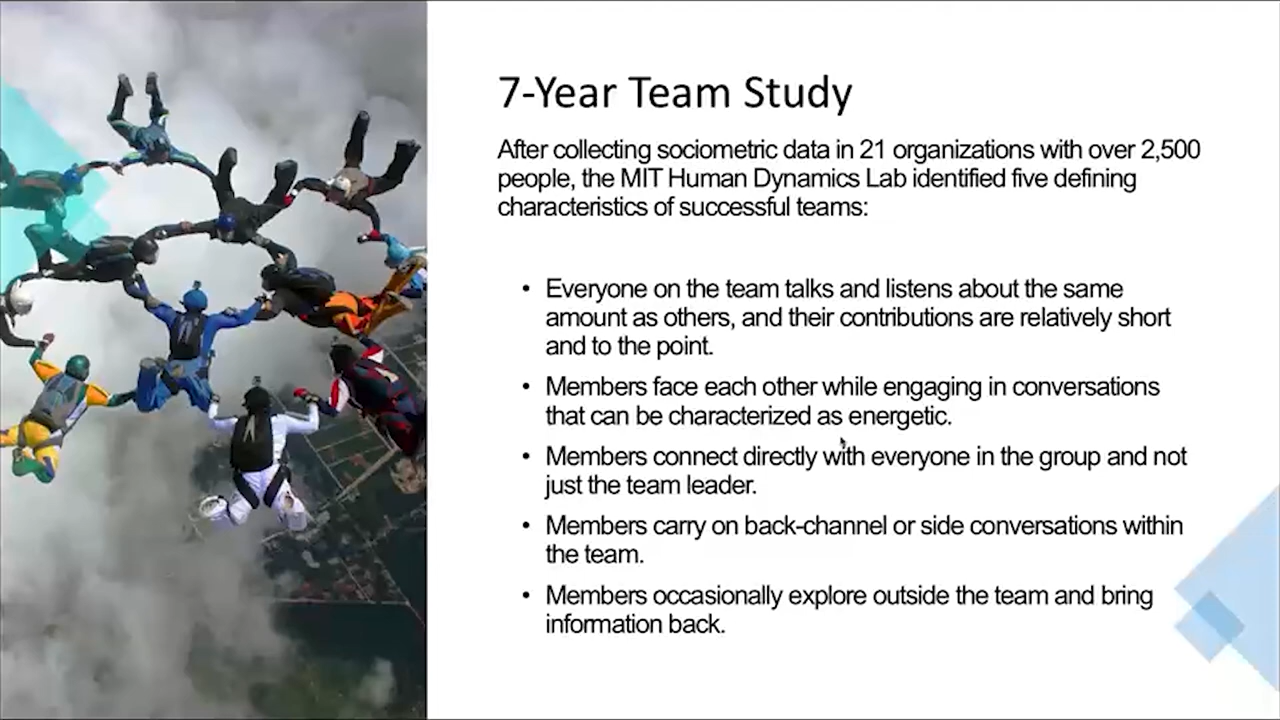 7-Year Team Study
After collecting sociometric data in 21 organizations with over 2,500
people, the MIT Human Dynamics Lab identified five defining
characteristics of successful teams:
• Everyone on the team talks and listens about the same
amount as others, and their contributions are relatively short
and to the point.
• Members face each other while engaging in conversations
that can be characterized as energetic.
• Members connect directly with everyone in the group and not
just the team leader.
• Members carry on back-channel or side conversations within
the team.
• Members occasionally explore outside the team and bring
information back.